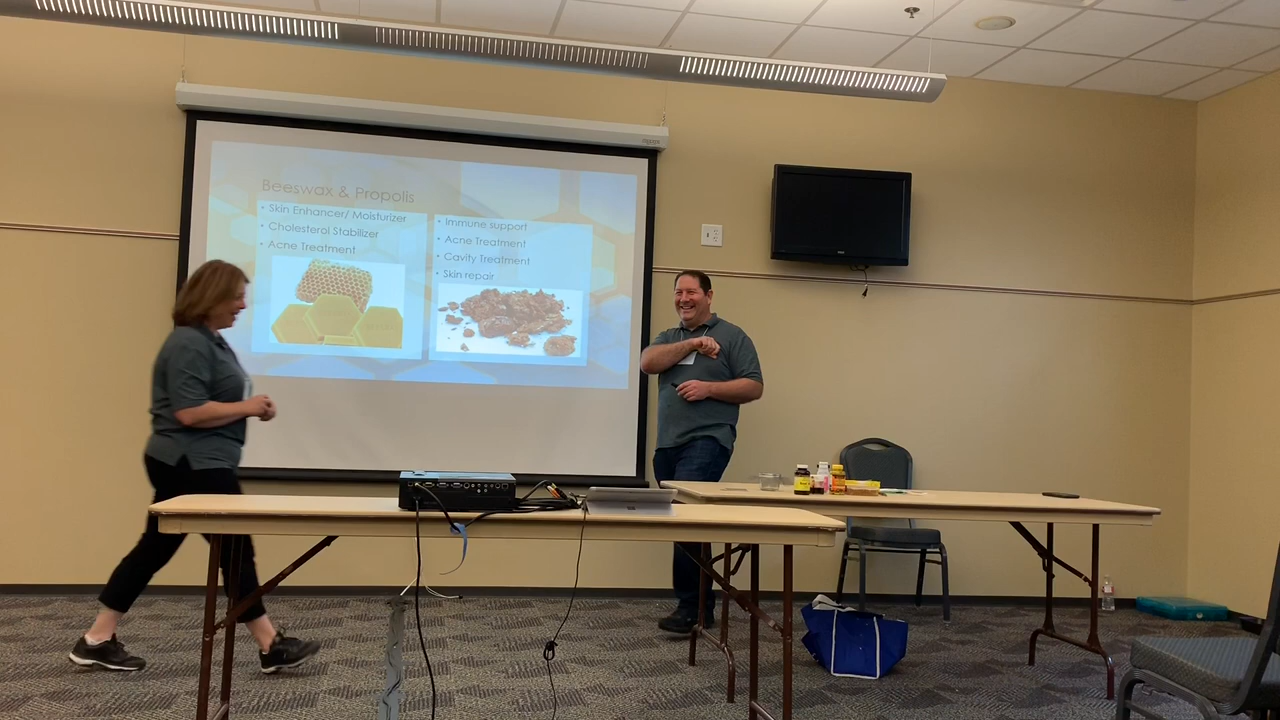 Beeswax & Propolis
• Skin Enhancer/ Moisturizer
• Cholesterol Stabilizer
• Acne Treatment
• Immune support
• Acne Treatment
• Cavity Treatment
• Skin repair